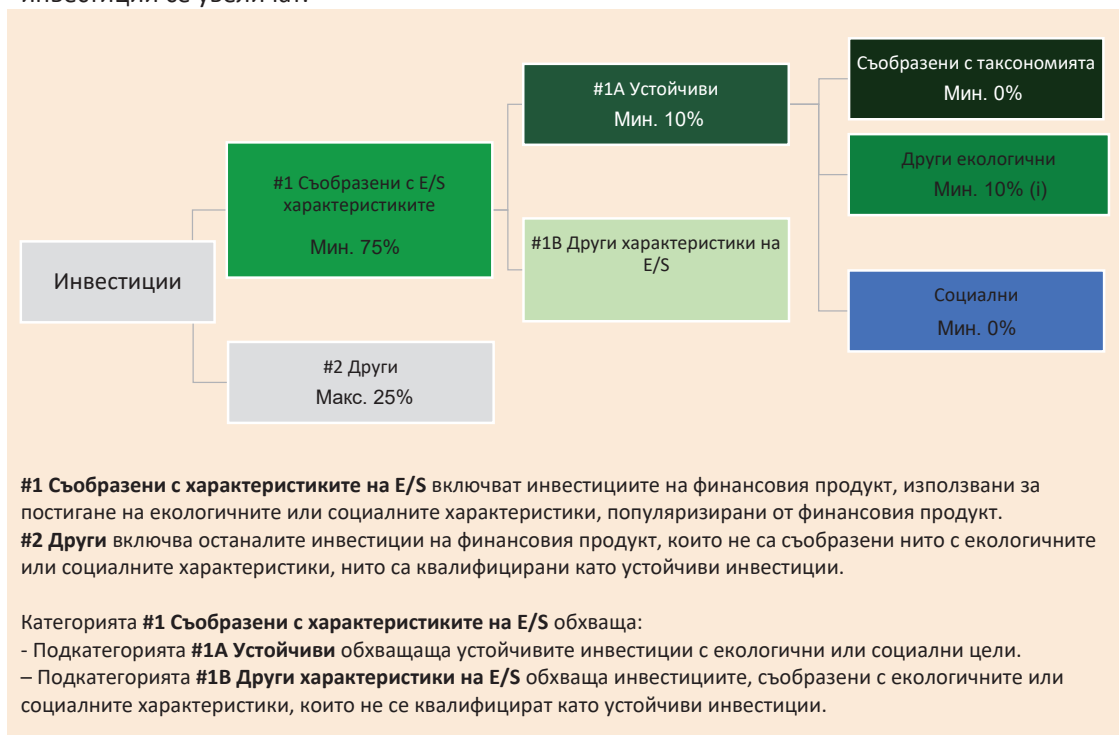 #1 Съобразени с E/S
характеристиките
Мин. 75%
#1A Устойчиви
Мин. 10%
Съобразени с таксономията
Мин. 0%
Други екологични
Мин. 10% (i)
#1B Други характеристики на
E/S
Инвестиции
Социални
Мин. 0%
#2 Други
Макс. 25%
#1 Съобразени с характеристиките на E/S включват инвестициите на финансовия продукт, използвани за
постигане на екологичните или социалните характеристики, популяризирани от финансовия продукт.
#2 Други включва останалите инвестиции на финансовия продукт, които не са съобразени нито с екологичните
или социалните характеристики, нито са квалифицирани като устойчиви инвестиции.
Категорията #1 Съобразени с характеристиките на E/S обхваща:
- Подкатегорията #1A Устойчиви обхващаща устойчивите инвестиции с екологични или социални цели.
– Подкатегорията #1B Други характеристики на E/S обхваща инвестициите, съобразени с екологичните или
социалните характеристики, които не се квалифицират като устойчиви инвестиции.